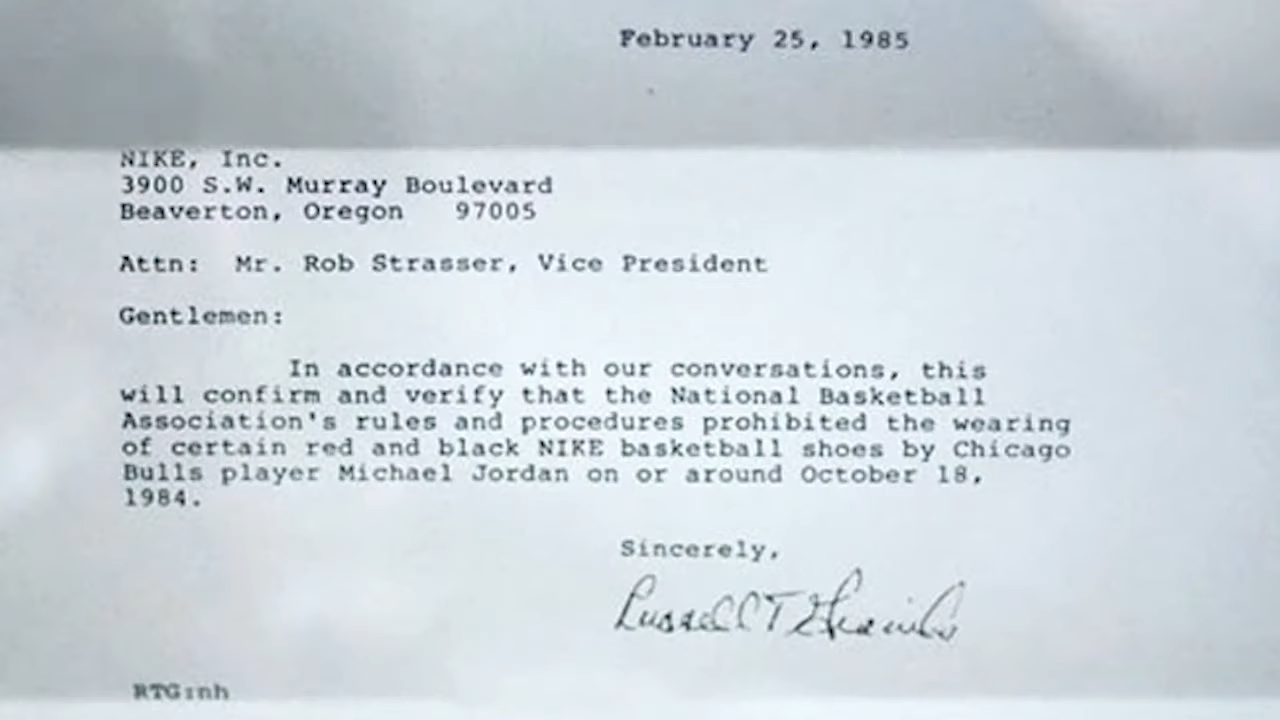 February 25, 1985
NIKE, Inc.
3900 S.W. Murray Boulevard
Beaverton, Oregon 97005
Attn: Mr. Rob Strasser, Vice President
Gentlemen:
In accordance with our conversations, this
will confirm and verify that the National Basketball
Association's rules and procedures prohibited the wearing
of certain red and black NIKE basketball shoes by Chicago
Bulls player Michael Jordan on or around October 18,
1984.
Sincerely,
Russell T
RTG:nh